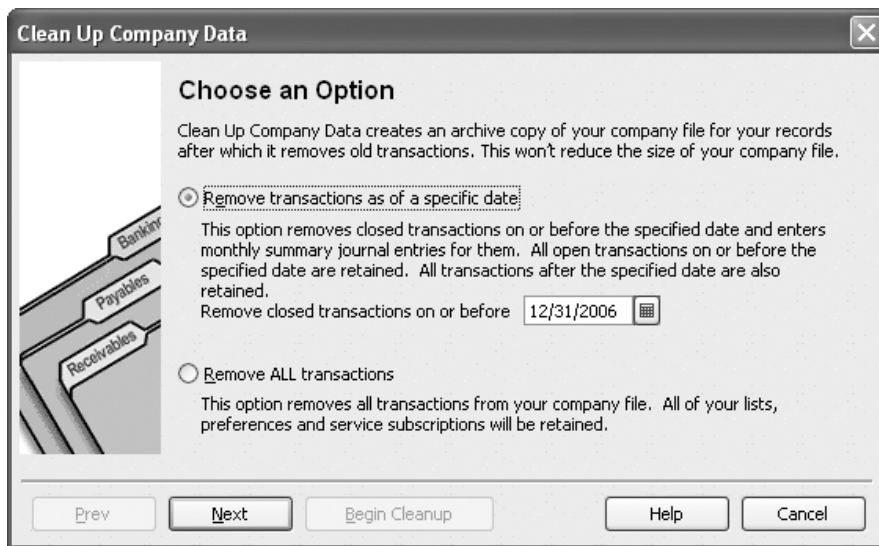 Clean Up Company Data
Choose an Option
Clean Up Company Data creates an archive copy of your company file for your records
after which it removes old transactions. This won't reduce the size of your company file.
Remove transactions as of a specific date
This option removes closed transactions on or before the specified date and enters
monthly summary journal entries for them. All open transactions on or before the
specified date are retained. All transactions after the specified date are also
retained.
Remove closed transactions on or before 12/31/2006
Remove ALL transactions
This option removes all transactions from your company file. All of your lists,
preferences and service subscriptions will be retained.
Banking
Payables
Receivables
Prev Next Begin Cleanup Help Cancel